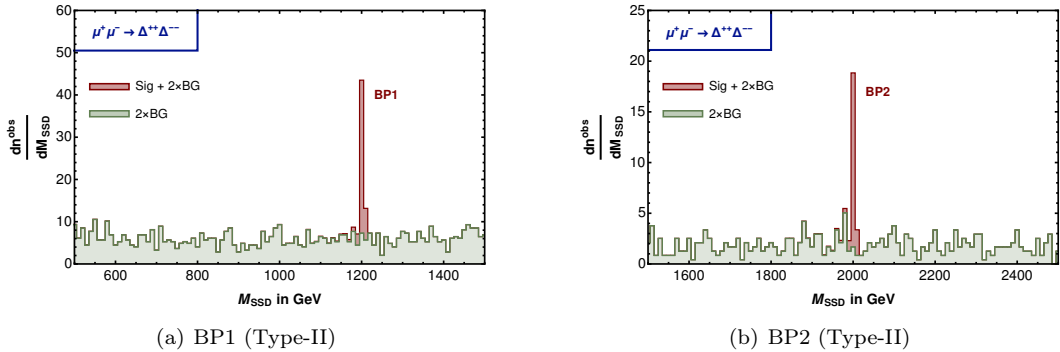 μ⁺μ⁻ → Δ⁺⁺Δ⁻⁻
Sig + 2×BG
2×BG
BP1
dn^obs
dM_SSD
60
50
40
30
20
10
0
600 800 1000 1200 1400
M_SSD in GeV
(a) BP1 (Type-II)
μ⁺μ⁻ → Δ⁺⁺Δ⁻⁻
Sig + 2×BG
2×BG
BP2
dn^obs
dM_SSD
25
20
15
10
5
0
1600 1800 2000 2200 2400
M_SSD in GeV
(b) BP2 (Type-II)